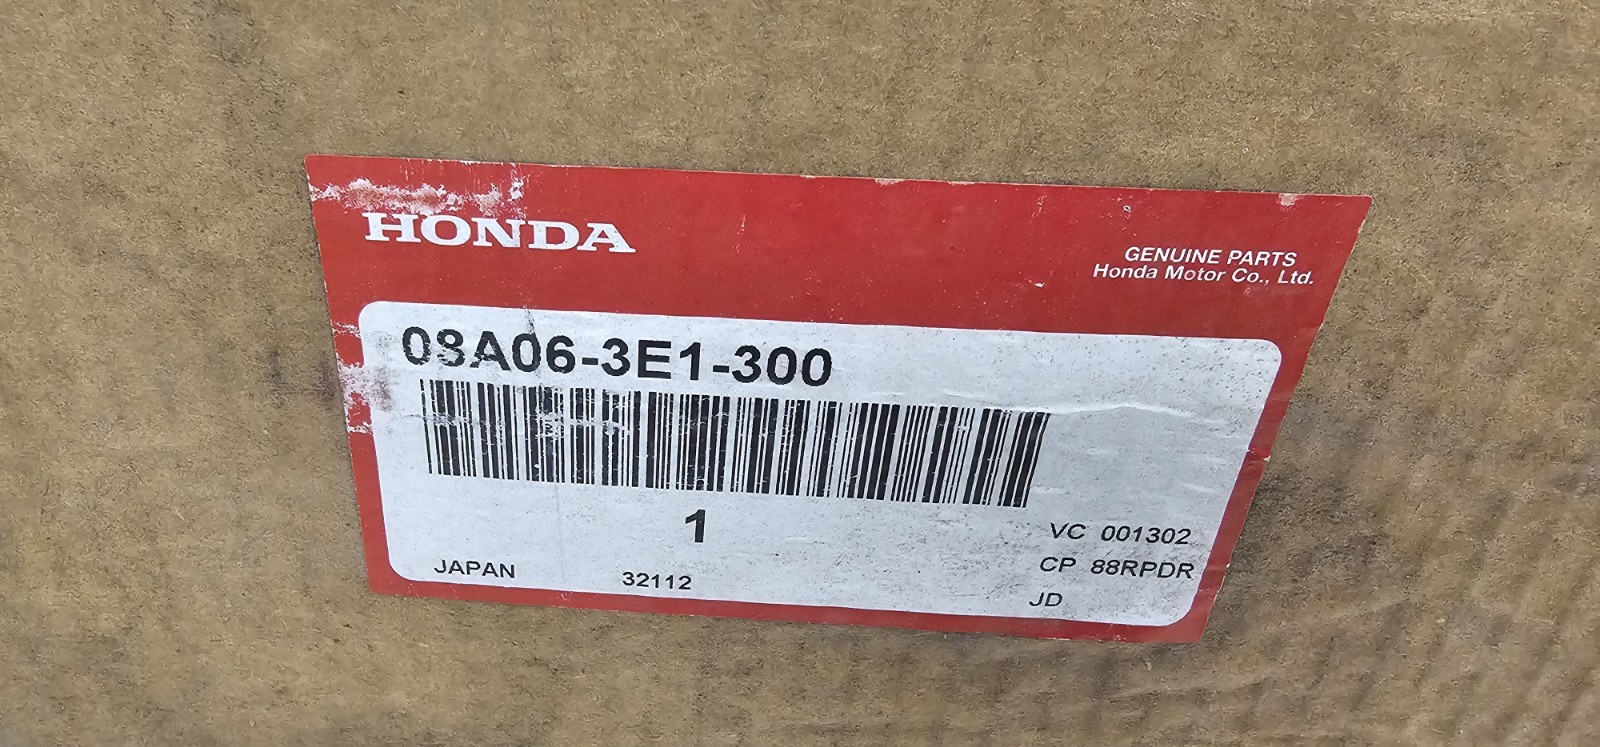 HONDA
GENUINE PARTS
Honda Motor Co., Ltd.
08A06-3E1-300
1
VC 001302
CP 88RPDR
JAPAN 32112 JD